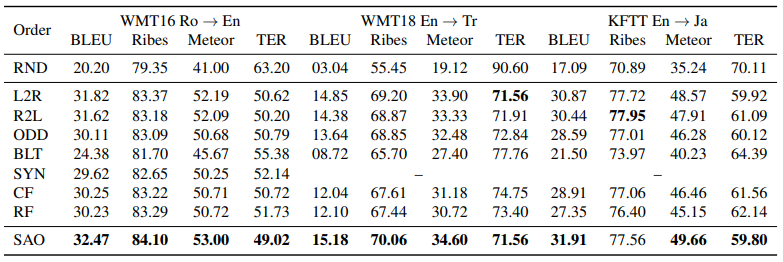 Order WMT16 Ro → En WMT18 En → Tr KFTT En → Ja
BLEU Ribes Meteor TER BLEU Ribes Meteor TER BLEU Ribes Meteor TER
RND 20.20 79.35 41.00 63.20 03.04 55.45 19.12 90.60 17.09 70.89 35.24 70.11
L2R 31.82 83.37 52.19 50.62 14.85 69.20 33.90 71.56 30.87 77.72 48.57 59.92
R2L 31.62 83.18 52.09 50.20 14.38 68.87 33.33 71.91 30.44 77.95 47.91 61.09
ODD 30.11 83.09 50.68 50.79 13.64 68.85 32.48 72.84 28.59 77.01 46.28 60.12
BLT 24.38 81.70 45.67 55.38 08.72 65.70 27.40 77.76 21.50 73.97 40.23 64.39
SYN 29.62 82.65 50.25 52.14 – –
CF 30.25 83.22 50.71 50.72 12.04 67.61 31.18 74.75 28.91 77.06 46.46 61.56
RF 30.23 83.29 50.72 51.73 12.10 67.44 30.72 73.40 27.35 76.40 45.15 62.14
SAO 32.47 84.10 53.00 49.02 15.18 70.06 34.60 71.56 31.91 77.56 49.66 59.80